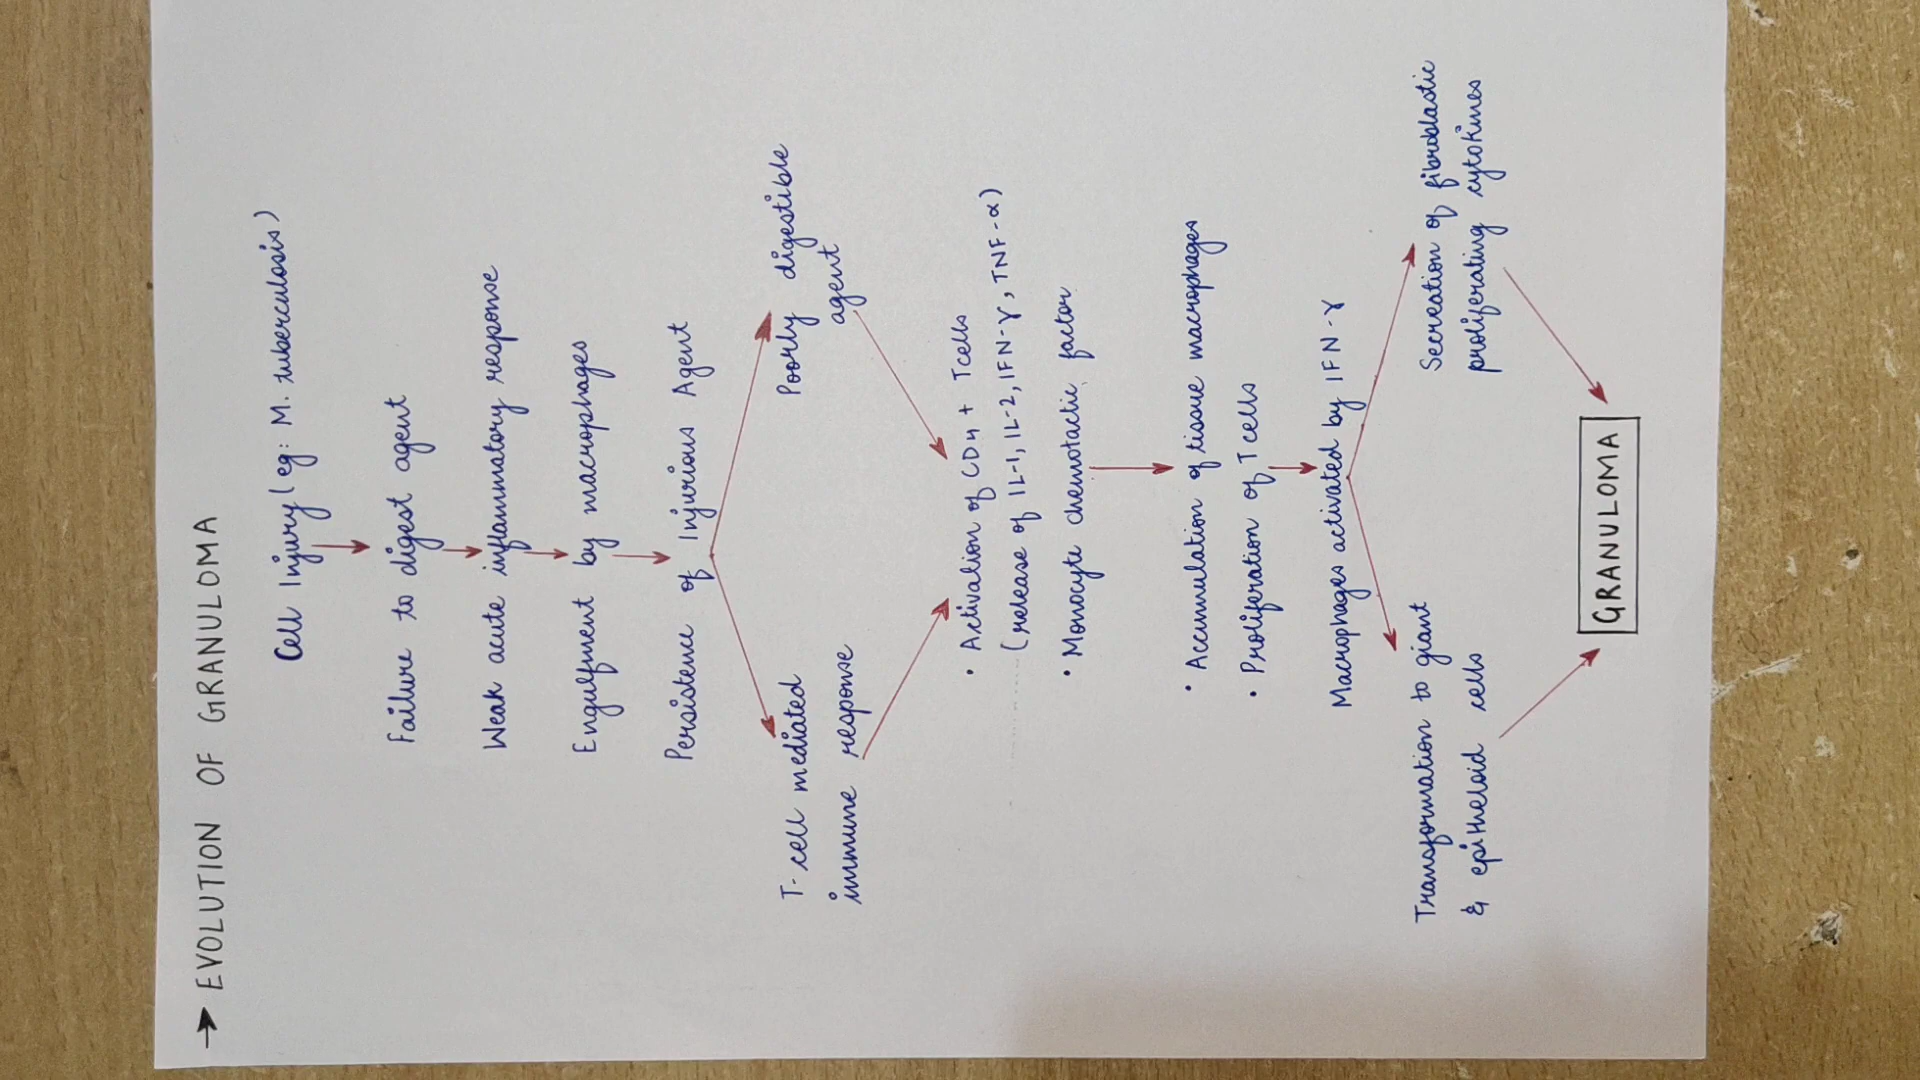 → EVOLUTION OF GRANULOMA
Cell Injury (eg: M. tuberculosis)
Failure to digest agent
Weak acute inflammatory response
Engulfment by macrophages
Persistence of Injurious Agent
T-cell mediated
immune response
Poorly digestible
agent
• Activation of CD4 + Tcells
(release of IL-1, IL-2, IFN-γ, TNF-α)
• Monocyte chemotactic factor
• Accumulation of tissue macrophages
• Proliferation of T cells
Macrophages activated by IFN-γ
Transformation to giant
& epitheloid cells
Secreation of fibroblastic
proliferating cytokines
GRANULOMA